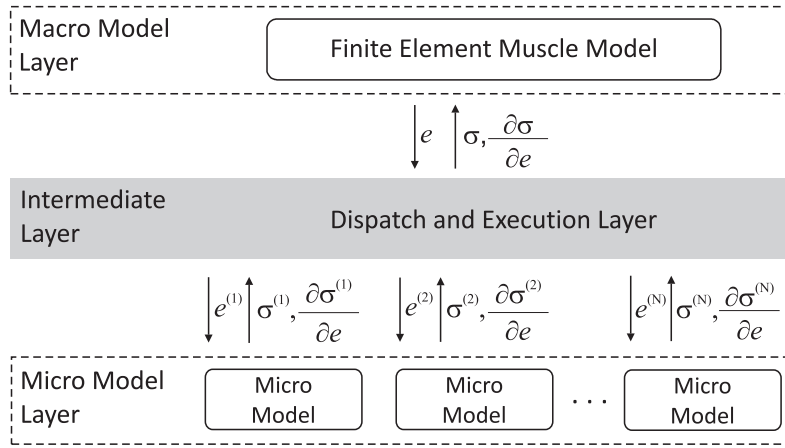 Macro Model
Layer
Finite Element Muscle Model
e
σ, ∂σ/∂e
Intermediate
Layer
Dispatch and Execution Layer
e⁽¹⁾ σ⁽¹⁾, ∂σ⁽¹⁾/∂e
e⁽²⁾ σ⁽²⁾, ∂σ⁽²⁾/∂e
e⁽ᴺ⁾ σ⁽ᴺ⁾, ∂σ⁽ᴺ⁾/∂e
Micro Model
Layer
Micro
Model
Micro
Model
. . .
Micro
Model